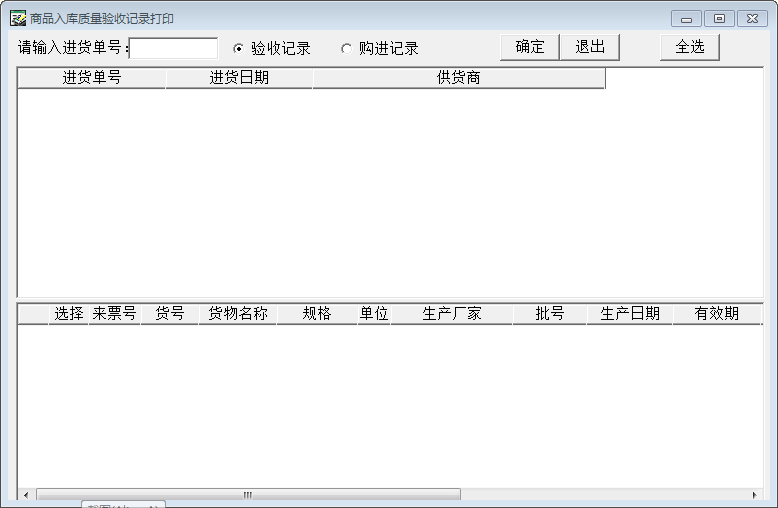 商品入库质量验收记录打印
请输入进货单号: 验收记录 购进记录 确定 退出 全选
进货单号 进货日期 供货商
选择 来票号 货号 货物名称 规格 单位 生产厂家 批号 生产日期 有效期